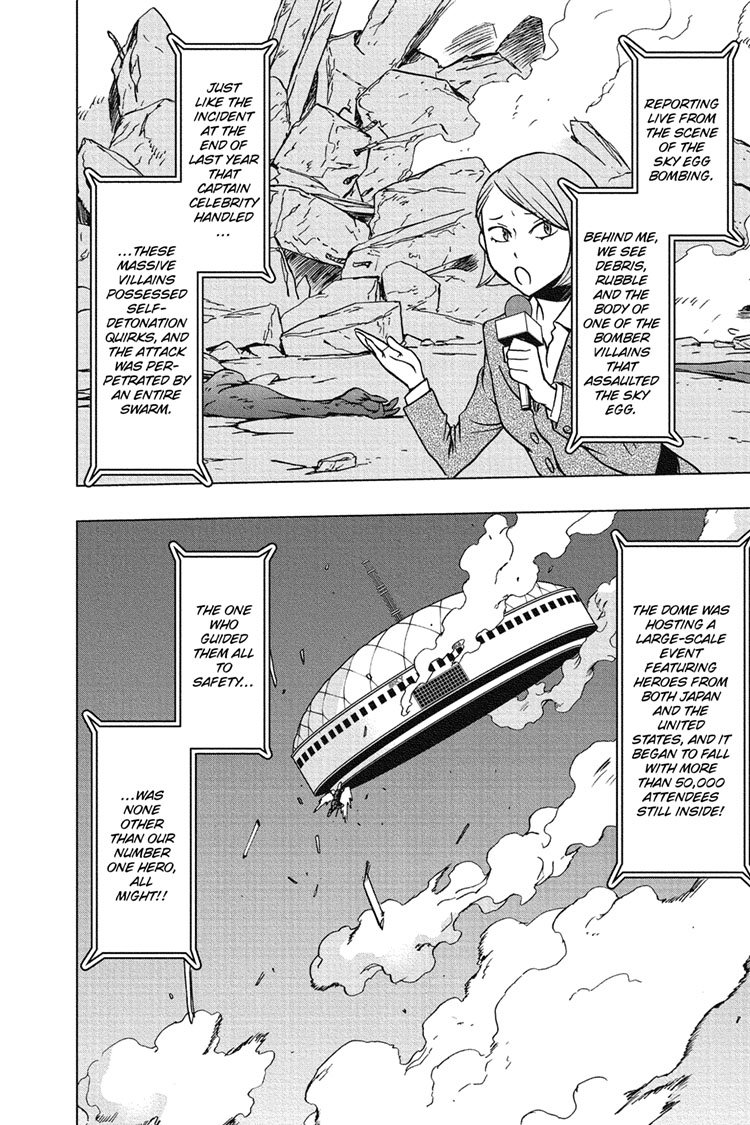 REPORTING
LIVE FROM
THE SCENE
OF THE
SKY EGG
BOMBING.
BEHIND ME,
WE SEE
DEBRIS,
RUBBLE
AND THE
BODY OF
ONE OF THE
BOMBER
VILLAINS
THAT
ASSAULTED
THE SKY
EGG.
JUST
LIKE THE
INCIDENT
AT THE
END OF
LAST YEAR
THAT
CAPTAIN
CELEBRITY
HANDLED
...
...THESE
MASSIVE
VILLAINS
POSSESSED
SELF-
DETONATION
QUIRKS, AND
THE ATTACK
WAS PER-
PETRATED BY
AN ENTIRE
SWARM.
THE DOME WAS
HOSTING A
LARGE-SCALE
EVENT
FEATURING
HEROES FROM
BOTH JAPAN
AND THE
UNITED
STATES, AND IT
BEGAN TO FALL
WITH MORE
THAN 50,000
ATTENDEES
STILL INSIDE!
THE ONE
WHO
GUIDED
THEM ALL
TO
SAFETY...
...WAS
NONE
OTHER
THAN OUR
NUMBER
ONE HERO,
ALL
MIGHT!!